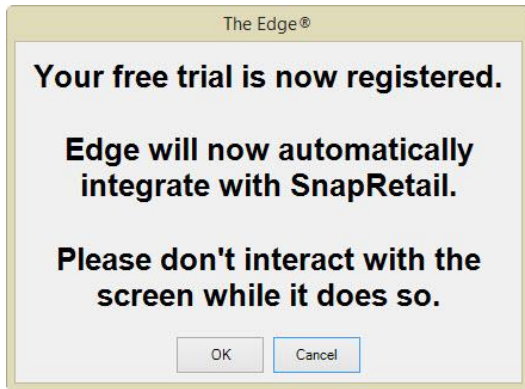 The Edge®
Your free trial is now registered.
Edge will now automatically
integrate with SnapRetail.
Please don't interact with the
screen while it does so.
OK
Cancel